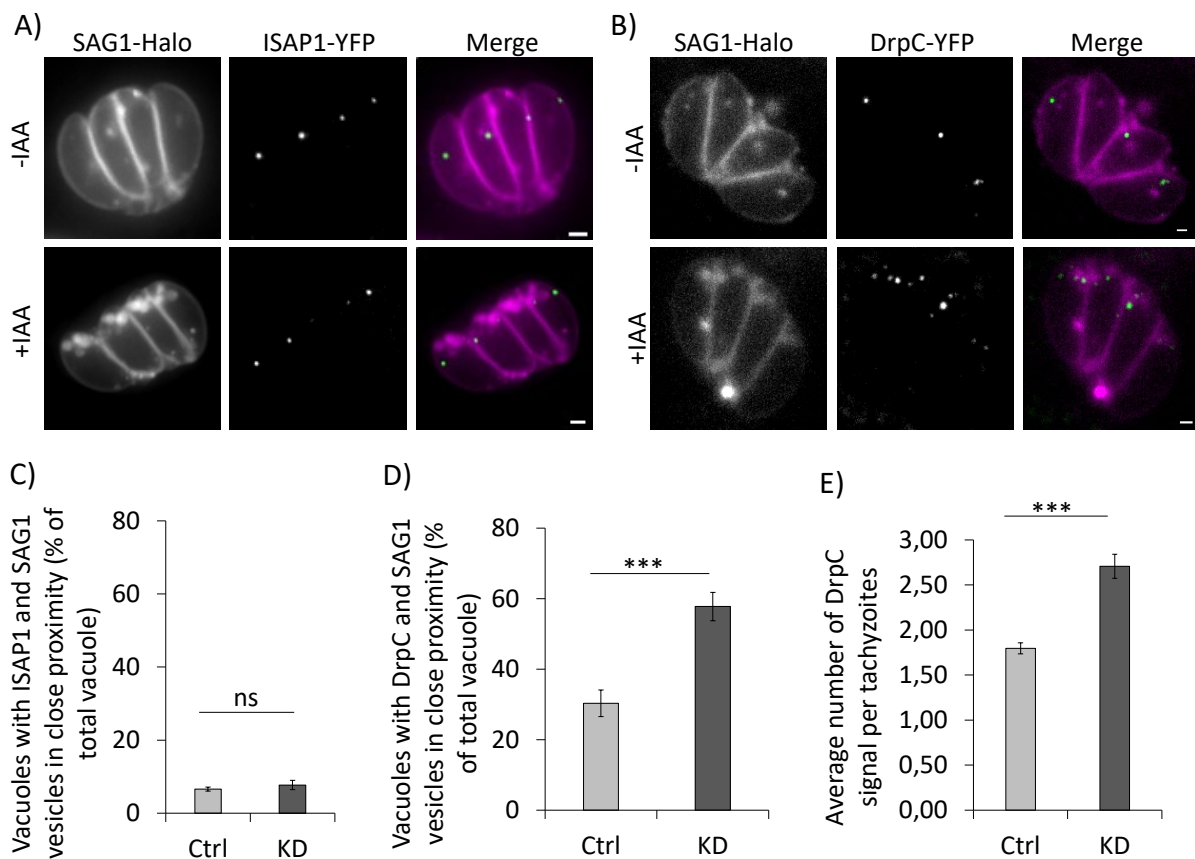 A)
SAG1-Halo ISAP1-YFP Merge
-IAA
+IAA
B)
SAG1-Halo DrpC-YFP Merge
-IAA
+IAA
C)
Vacuoles with ISAP1 and SAG1
vesicles in close proximity (% of
total vacuole)
80
60
40
20
0
ns
Ctrl KD
D)
Vacuoles with DrpC and SAG1
vesicles in close proximity (%
of total vacuole)
80
60
40
20
0
***
Ctrl KD
E)
Average number of DrpC
signal per tachyzoites
3,00
2,50
2,00
1,50
1,00
0,50
0,00
***
Ctrl KD